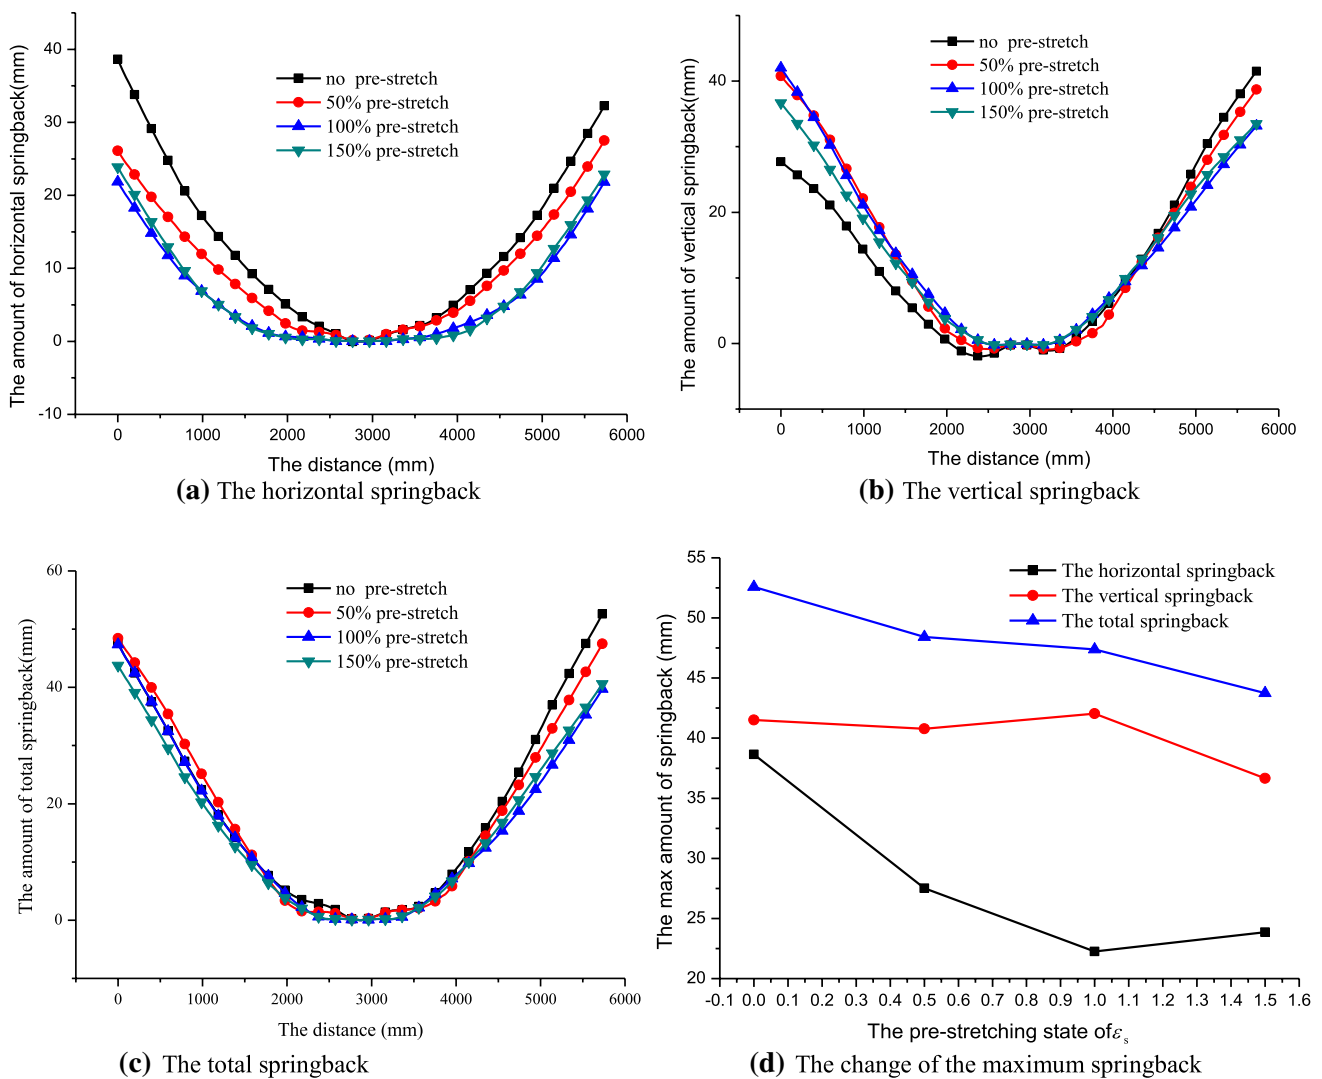 The amount of horizontal springback(mm)
40
30
20
10
0
-10
no pre-stretch
50% pre-stretch
100% pre-stretch
150% pre-stretch
0 1000 2000 3000 4000 5000 6000
The distance (mm)
(a) The horizontal springback
The amount of vertical springback(mm)
40
20
0
no pre-stretch
50% pre-stretch
100% pre-stretch
150% pre-stretch
0 1000 2000 3000 4000 5000 6000
The distance (mm)
(b) The vertical springback
The amount of total springback(mm)
60
40
20
0
no pre-stretch
50% pre-stretch
100% pre-stretch
150% pre-stretch
0 1000 2000 3000 4000 5000 6000
The distance (mm)
(c) The total springback
The max amount of springback (mm)
55
50
45
40
35
30
25
20
The horizontal springback
The vertical springback
The total springback
-0.1 0.0 0.1 0.2 0.3 0.4 0.5 0.6 0.7 0.8 0.9 1.0 1.1 1.2 1.3 1.4 1.5 1.6
The pre-stretching state of εs
(d) The change of the maximum springback